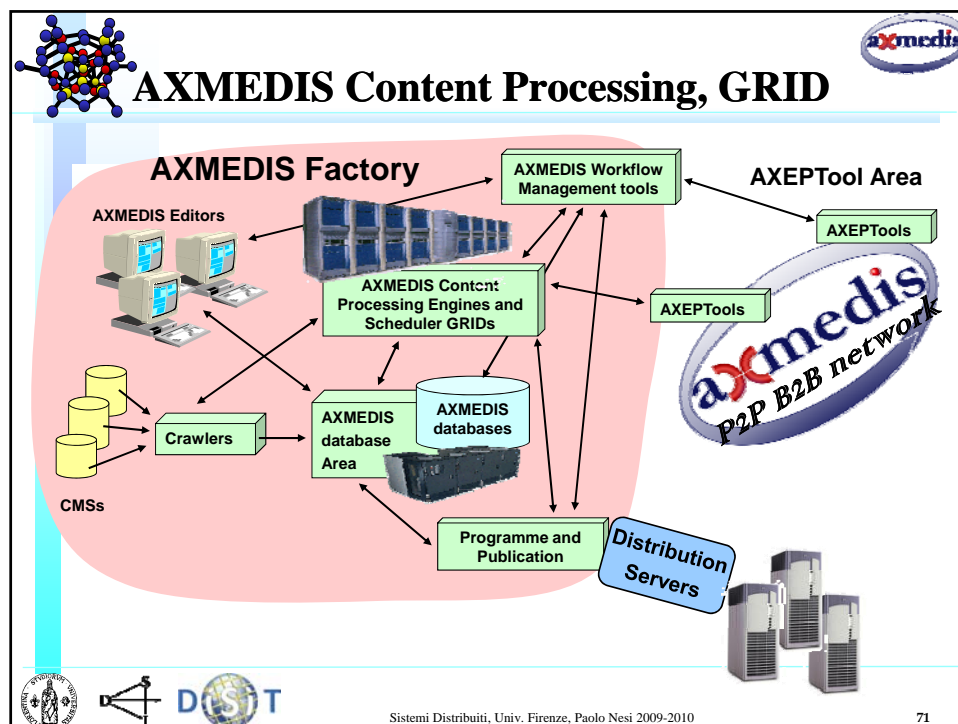 axmedis
AXMEDIS Content Processing, GRID
AXMEDIS Factory
AXMEDIS Workflow
Management tools
AXEPTool Area
AXMEDIS Editors
AXEPTools
AXMEDIS Content
Processing Engines and
Scheduler GRIDs
AXEPTools
axmedis
P2P B2B network
AXMEDIS
database
Area
AXMEDIS
databases
Crawlers
CMSs
Programme and
Publication
Distribution
Servers
DISIT
Sistemi Distribuiti, Univ. Firenze, Paolo Nesi 2009-2010
71